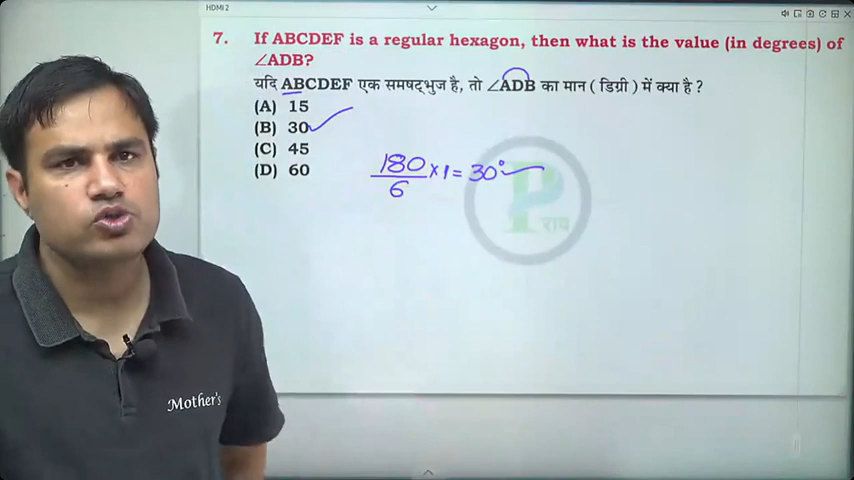 HDMI 2
7. If ABCDEF is a regular hexagon, then what is the value (in degrees) of
∠ADB?
यदि ABCDEF एक समषट्भुज है, तो ∠ADB का मान ( डिग्री ) में क्या है ?
(A) 15
(B) 30
(C) 45
(D) 60
180/6 × 1 = 30°
P
राय
Mother's